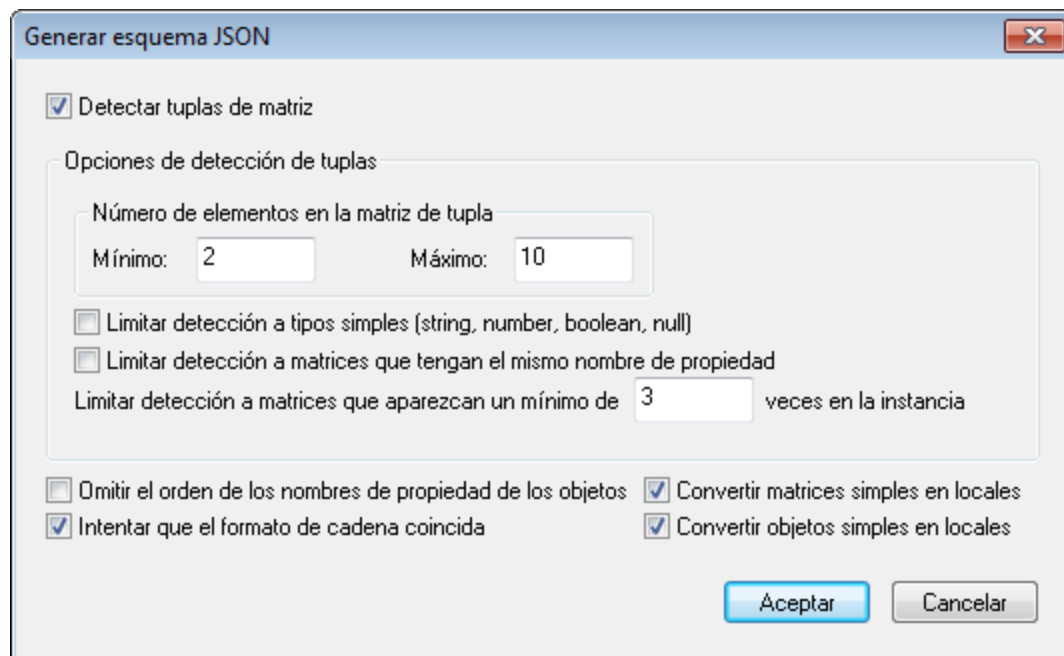 Generar esquema JSON
Detectar tuplas de matriz
Opciones de detección de tuplas
Número de elementos en la matriz de tupla
Mínimo: 2 Máximo: 10
Limitar detección a tipos simples (string, number, boolean, null)
Limitar detección a matrices que tengan el mismo nombre de propiedad
Limitar detección a matrices que aparezcan un mínimo de 3 veces en la instancia
Omitir el orden de los nombres de propiedad de los objetos Convertir matrices simples en locales
Intentar que el formato de cadena coincida Convertir objetos simples en locales
Aceptar Cancelar